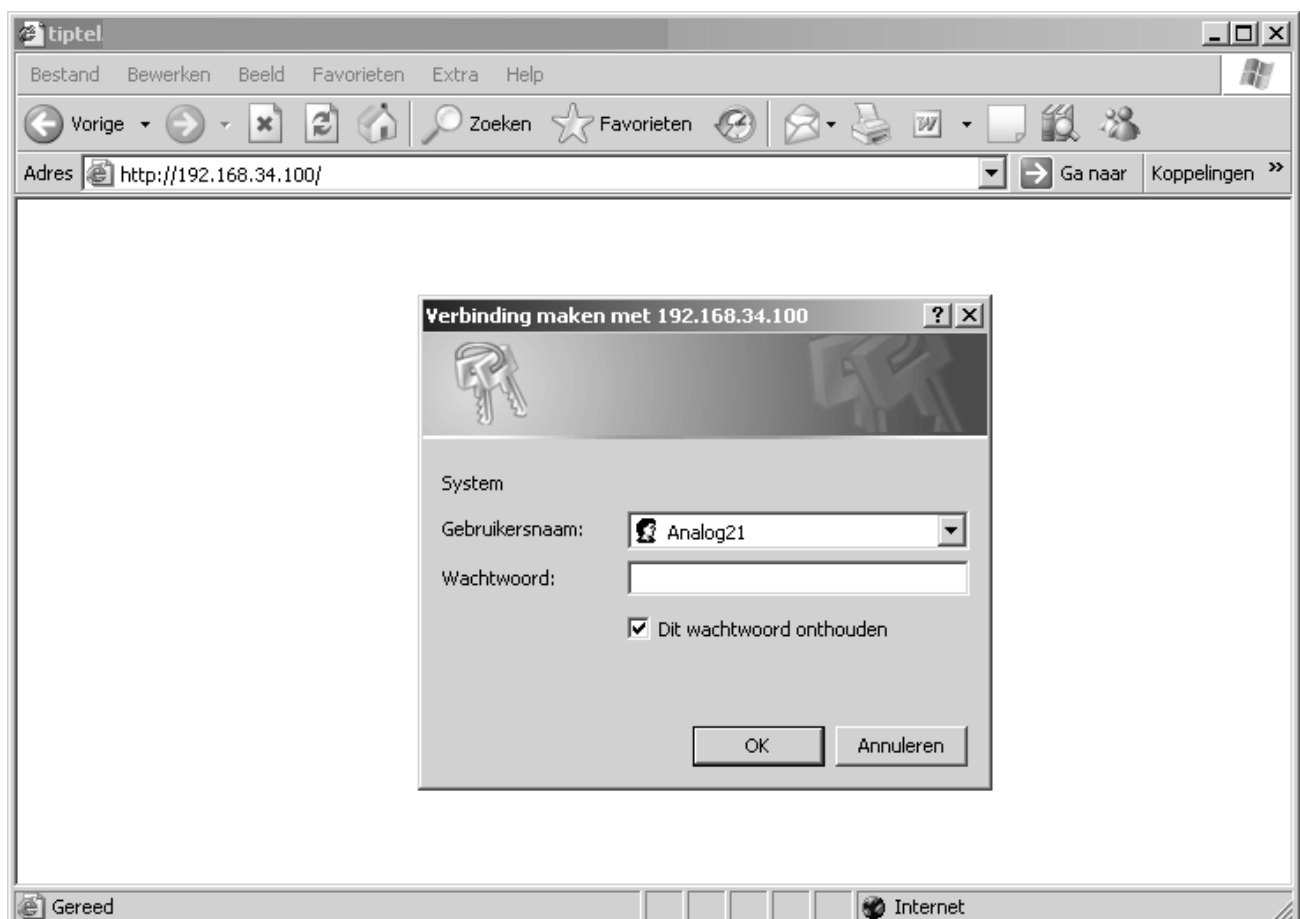 tiptel
Bestand Bewerken Beeld Favorieten Extra Help
Vorige Zoeken Favorieten
Adres http://192.168.34.100/ Ga naar Koppelingen »
Verbinding maken met 192.168.34.100
System
Gebruikersnaam: Analog21
Wachtwoord:
Dit wachtwoord onthouden
OK Annuleren
Gereed Internet